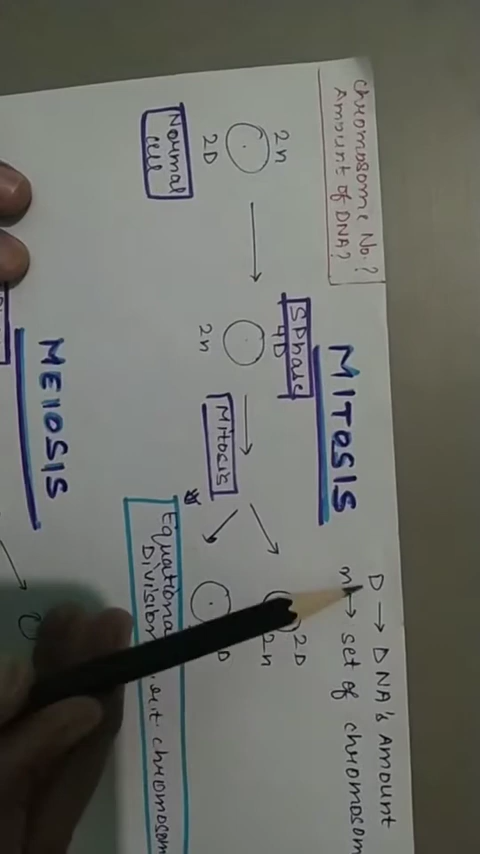 Chromosome No.?
Amount of DNA?
MITOSIS
D → DNA's Amount
n → set of chromosom
2n
2D
Normal
cell
S Phase
4D
2n
Mitosis
2D
2n
D
Equational
Division
chromosom
MEIOSIS